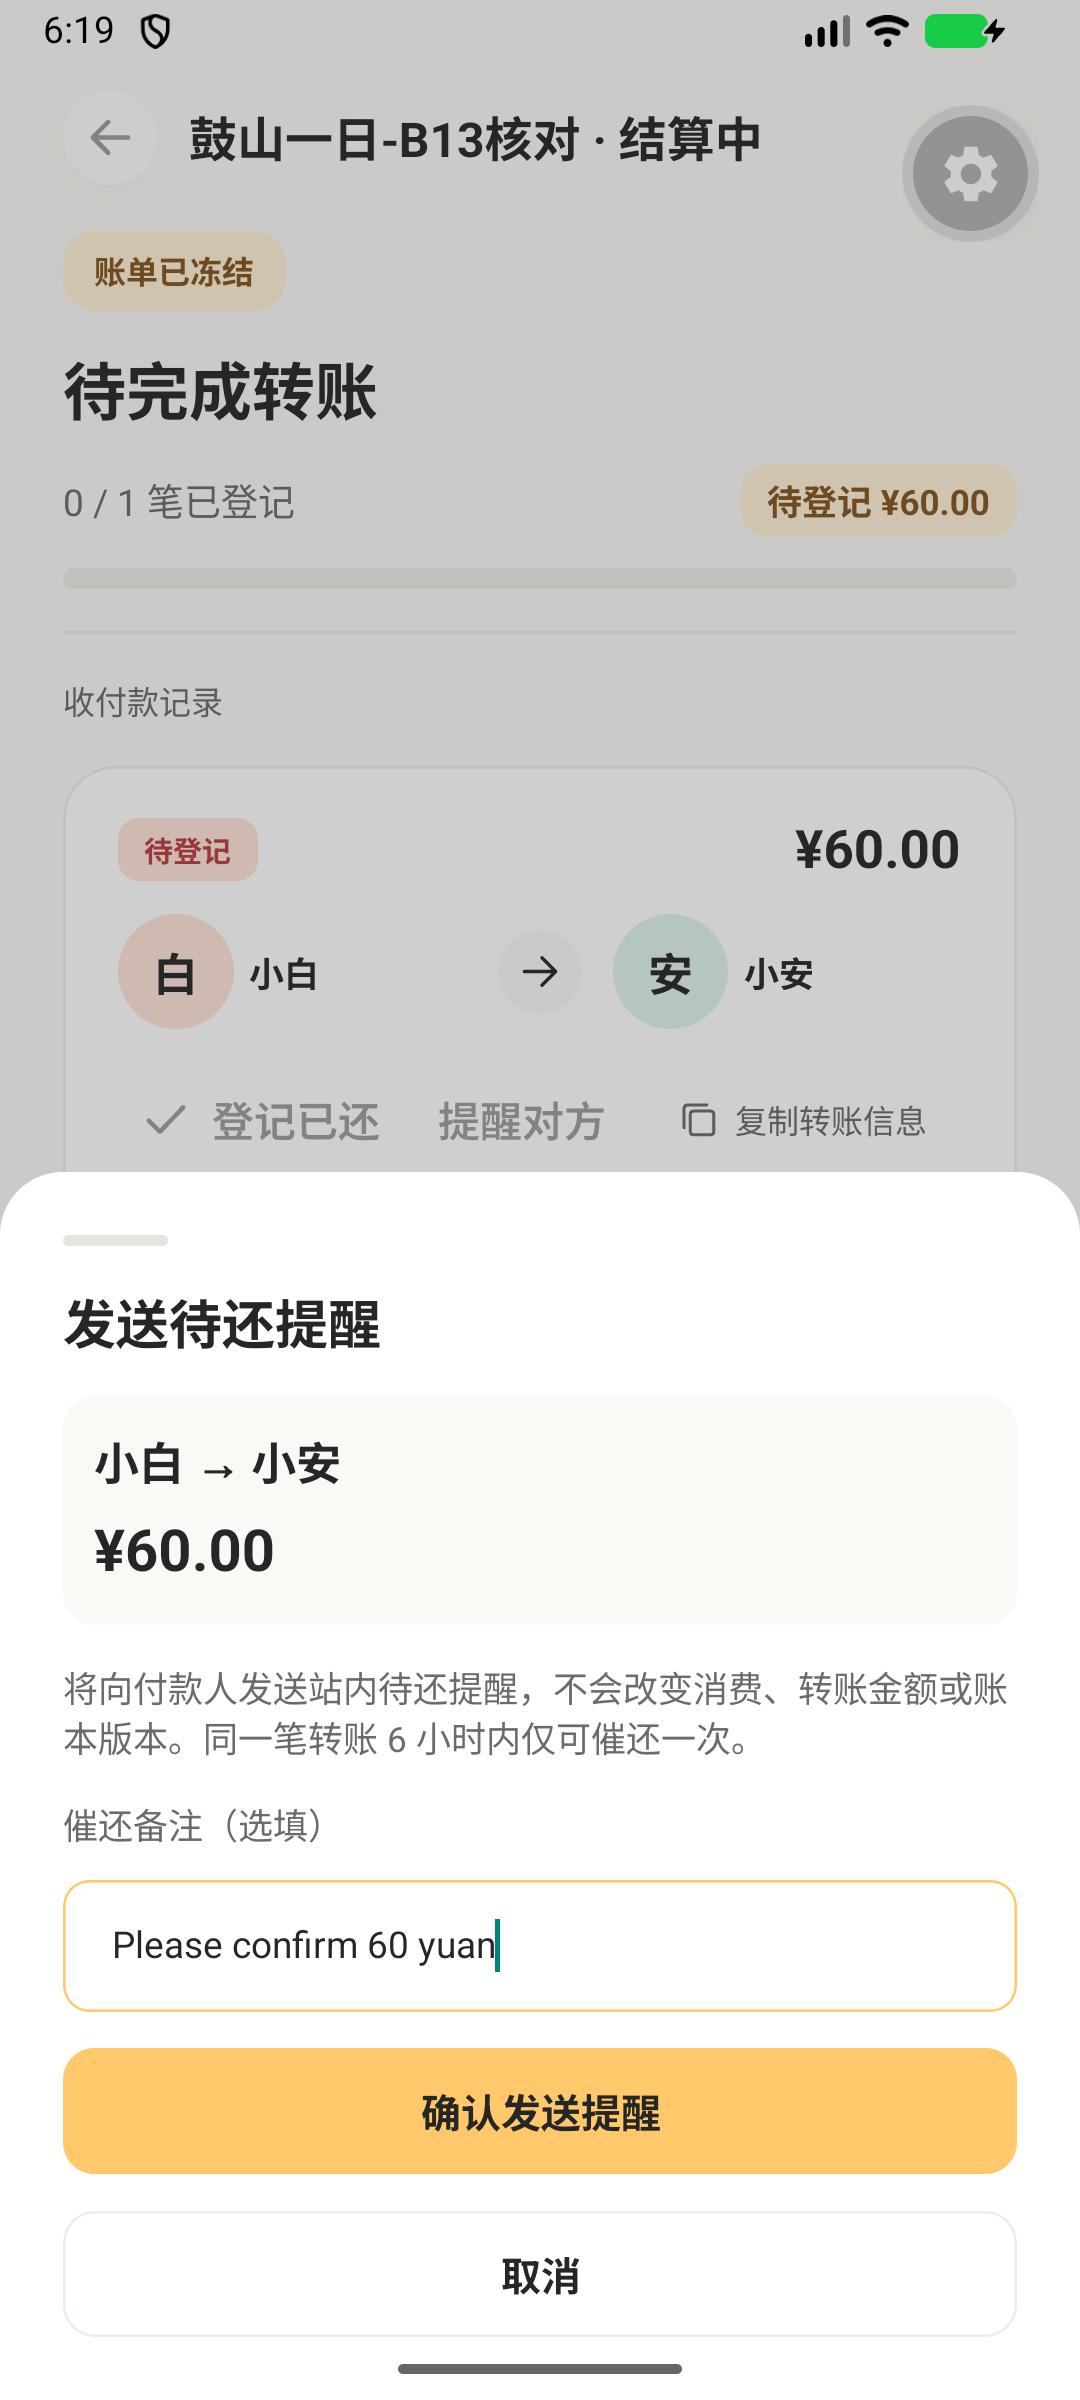 6:19
鼓山一日-B13核对 · 结算中
账单已冻结
待完成转账
0 / 1 笔已登记
待登记 ¥60.00
收付款记录
待登记
¥60.00
白 小白 → 安 小安
登记已还 提醒对方 复制转账信息
发送待还提醒
小白 → 小安
¥60.00
将向付款人发送站内待还提醒，不会改变消费、转账金额或账
本版本。同一笔转账 6 小时内仅可催还一次。
催还备注（选填）
Please confirm 60 yuan
确认发送提醒
取消